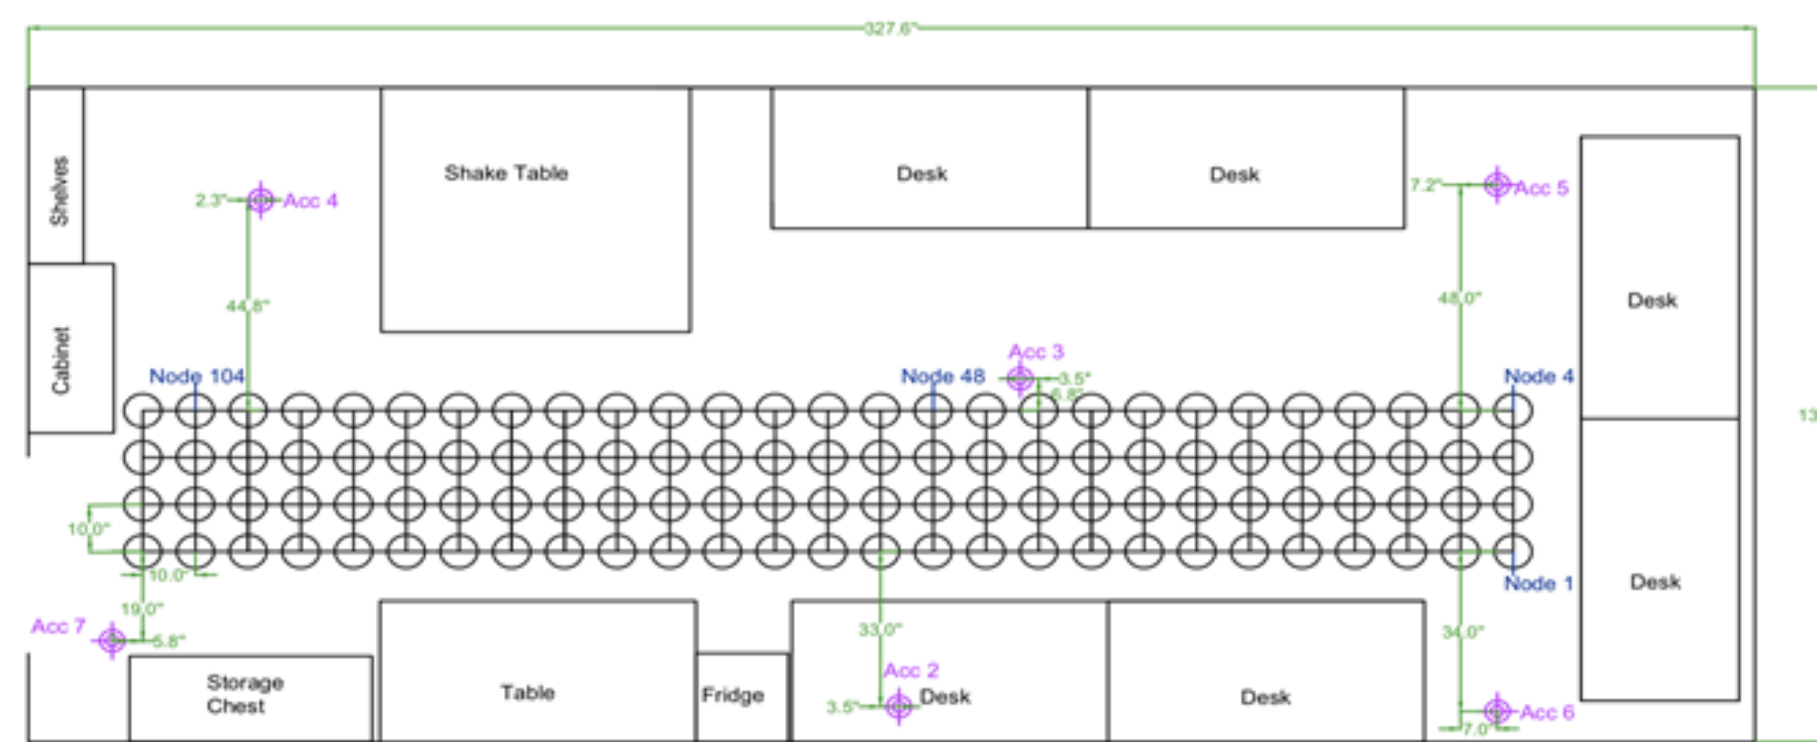 327.6"
Shelves
Shake Table
Desk
Desk
2.3"
Acc 4
7.2"
Acc 5
44.8"
48.0"
Desk
Cabinet
Acc 3
Node 104
Node 48
3.5"
6.8"
Node 4
10.0"
10.0"
Node 1
Desk
19.0"
Acc 7
5.8"
33.0"
34.0"
Acc 2
Storage
Chest
Table
Fridge
3.5"
Desk
Desk
Acc 6
7.0"